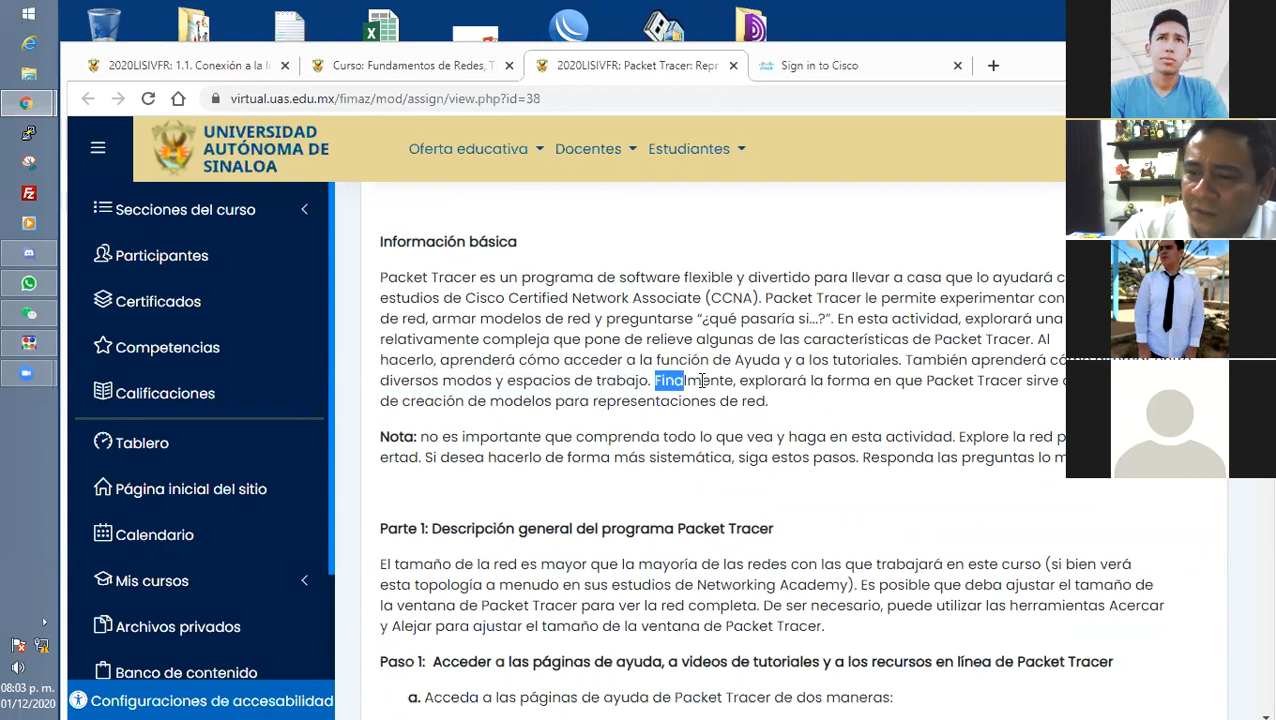 2020LISIVFR: 1.1. Conexión a la I
Curso: Fundamentos de Redes, T
2020LISIVFR: Packet Tracer: Repr
Sign in to Cisco
virtual.uas.edu.mx/fimaz/mod/assign/view.php?id=38
UNIVERSIDAD
AUTÓNOMA DE
SINALOA
Oferta educativa
Docentes
Estudiantes
Secciones del curso
Participantes
Certificados
Competencias
Calificaciones
Tablero
Página inicial del sitio
Calendario
Mis cursos
Archivos privados
Banco de contenido
Configuraciones de accesabilidad
Información básica
Packet Tracer es un programa de software flexible y divertido para llevar a casa que lo ayudará c
estudios de Cisco Certified Network Associate (CCNA). Packet Tracer le permite experimentar con
de red, armar modelos de red y preguntarse “¿qué pasaría si...?”. En esta actividad, explorará una
relativamente compleja que pone de relieve algunas de las características de Packet Tracer. Al
hacerlo, aprenderá cómo acceder a la función de Ayuda y a los tutoriales. También aprenderá có
diversos modos y espacios de trabajo. Finalmente, explorará la forma en que Packet Tracer sirve
de creación de modelos para representaciones de red.
Nota: no es importante que comprenda todo lo que vea y haga en esta actividad. Explore la red p
ertad. Si desea hacerlo de forma más sistemática, siga estos pasos. Responda las preguntas lo m
Parte 1: Descripción general del programa Packet Tracer
El tamaño de la red es mayor que la mayoría de las redes con las que trabajará en este curso (si bien verá
esta topología a menudo en sus estudios de Networking Academy). Es posible que deba ajustar el tamaño de
la ventana de Packet Tracer para ver la red completa. De ser necesario, puede utilizar las herramientas Acercar
y Alejar para ajustar el tamaño de la ventana de Packet Tracer.
Paso 1: Acceder a las páginas de ayuda, a videos de tutoriales y a los recursos en línea de Packet Tracer
a. Acceda a las páginas de ayuda de Packet Tracer de dos maneras:
08:03 p. m.
01/12/2020